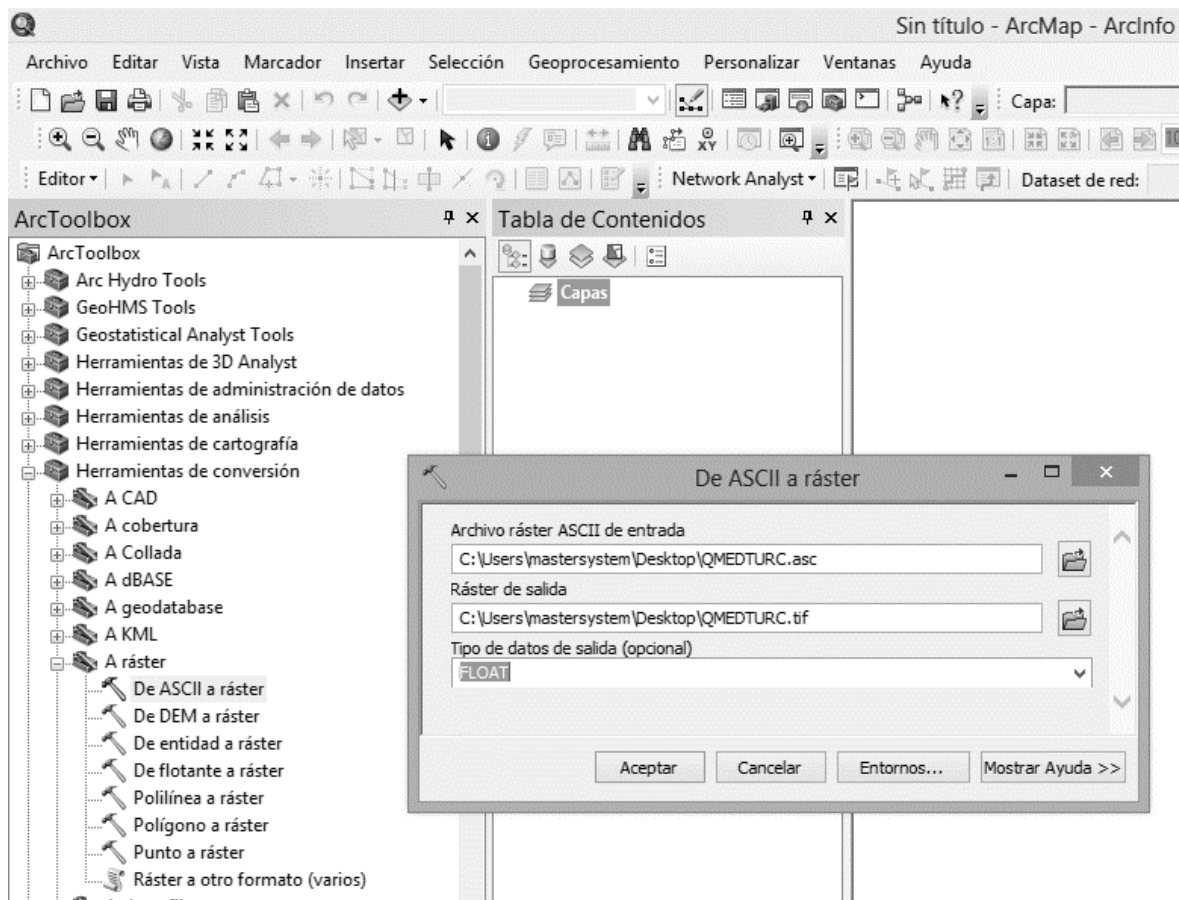 Sin título - ArcMap - ArcInfo
Archivo Editar Vista Marcador Insertar Selección Geoprocesamiento Personalizar Ventanas Ayuda
Capa:
Editor Network Analyst Dataset de red:
ArcToolbox
Tabla de Contenidos
ArcToolbox
Arc Hydro Tools
Capas
GeoHMS Tools
Geostatistical Analyst Tools
Herramientas de 3D Analyst
Herramientas de administración de datos
Herramientas de análisis
Herramientas de cartografía
Herramientas de conversión
A CAD
A cobertura
A Collada
A dBASE
A geodatabase
A KML
A ráster
De ASCII a ráster
De DEM a ráster
De entidad a ráster
De flotante a ráster
Polilínea a ráster
Polígono a ráster
Punto a ráster
Ráster a otro formato (varios)
De ASCII a ráster
Archivo ráster ASCII de entrada
C:\Users\mastersystem\Desktop\QMEDTURC.asc
Ráster de salida
C:\Users\mastersystem\Desktop\QMEDTURC.tif
Tipo de datos de salida (opcional)
FLOAT
Aceptar Cancelar Entornos... Mostrar Ayuda >>